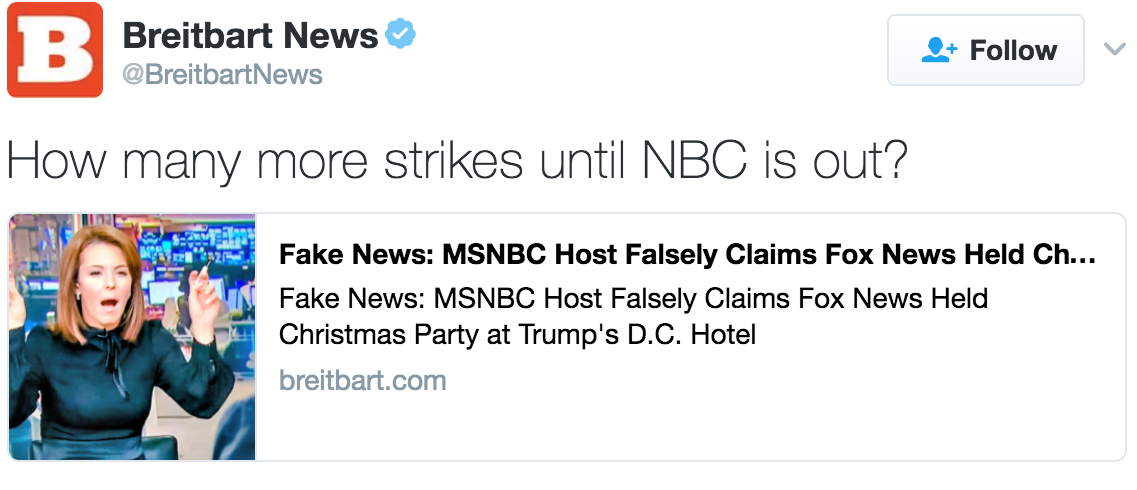 B
Breitbart News
@BreitbartNews
Follow
How many more strikes until NBC is out?
Fake News: MSNBC Host Falsely Claims Fox News Held Ch...
Fake News: MSNBC Host Falsely Claims Fox News Held
Christmas Party at Trump's D.C. Hotel
breitbart.com